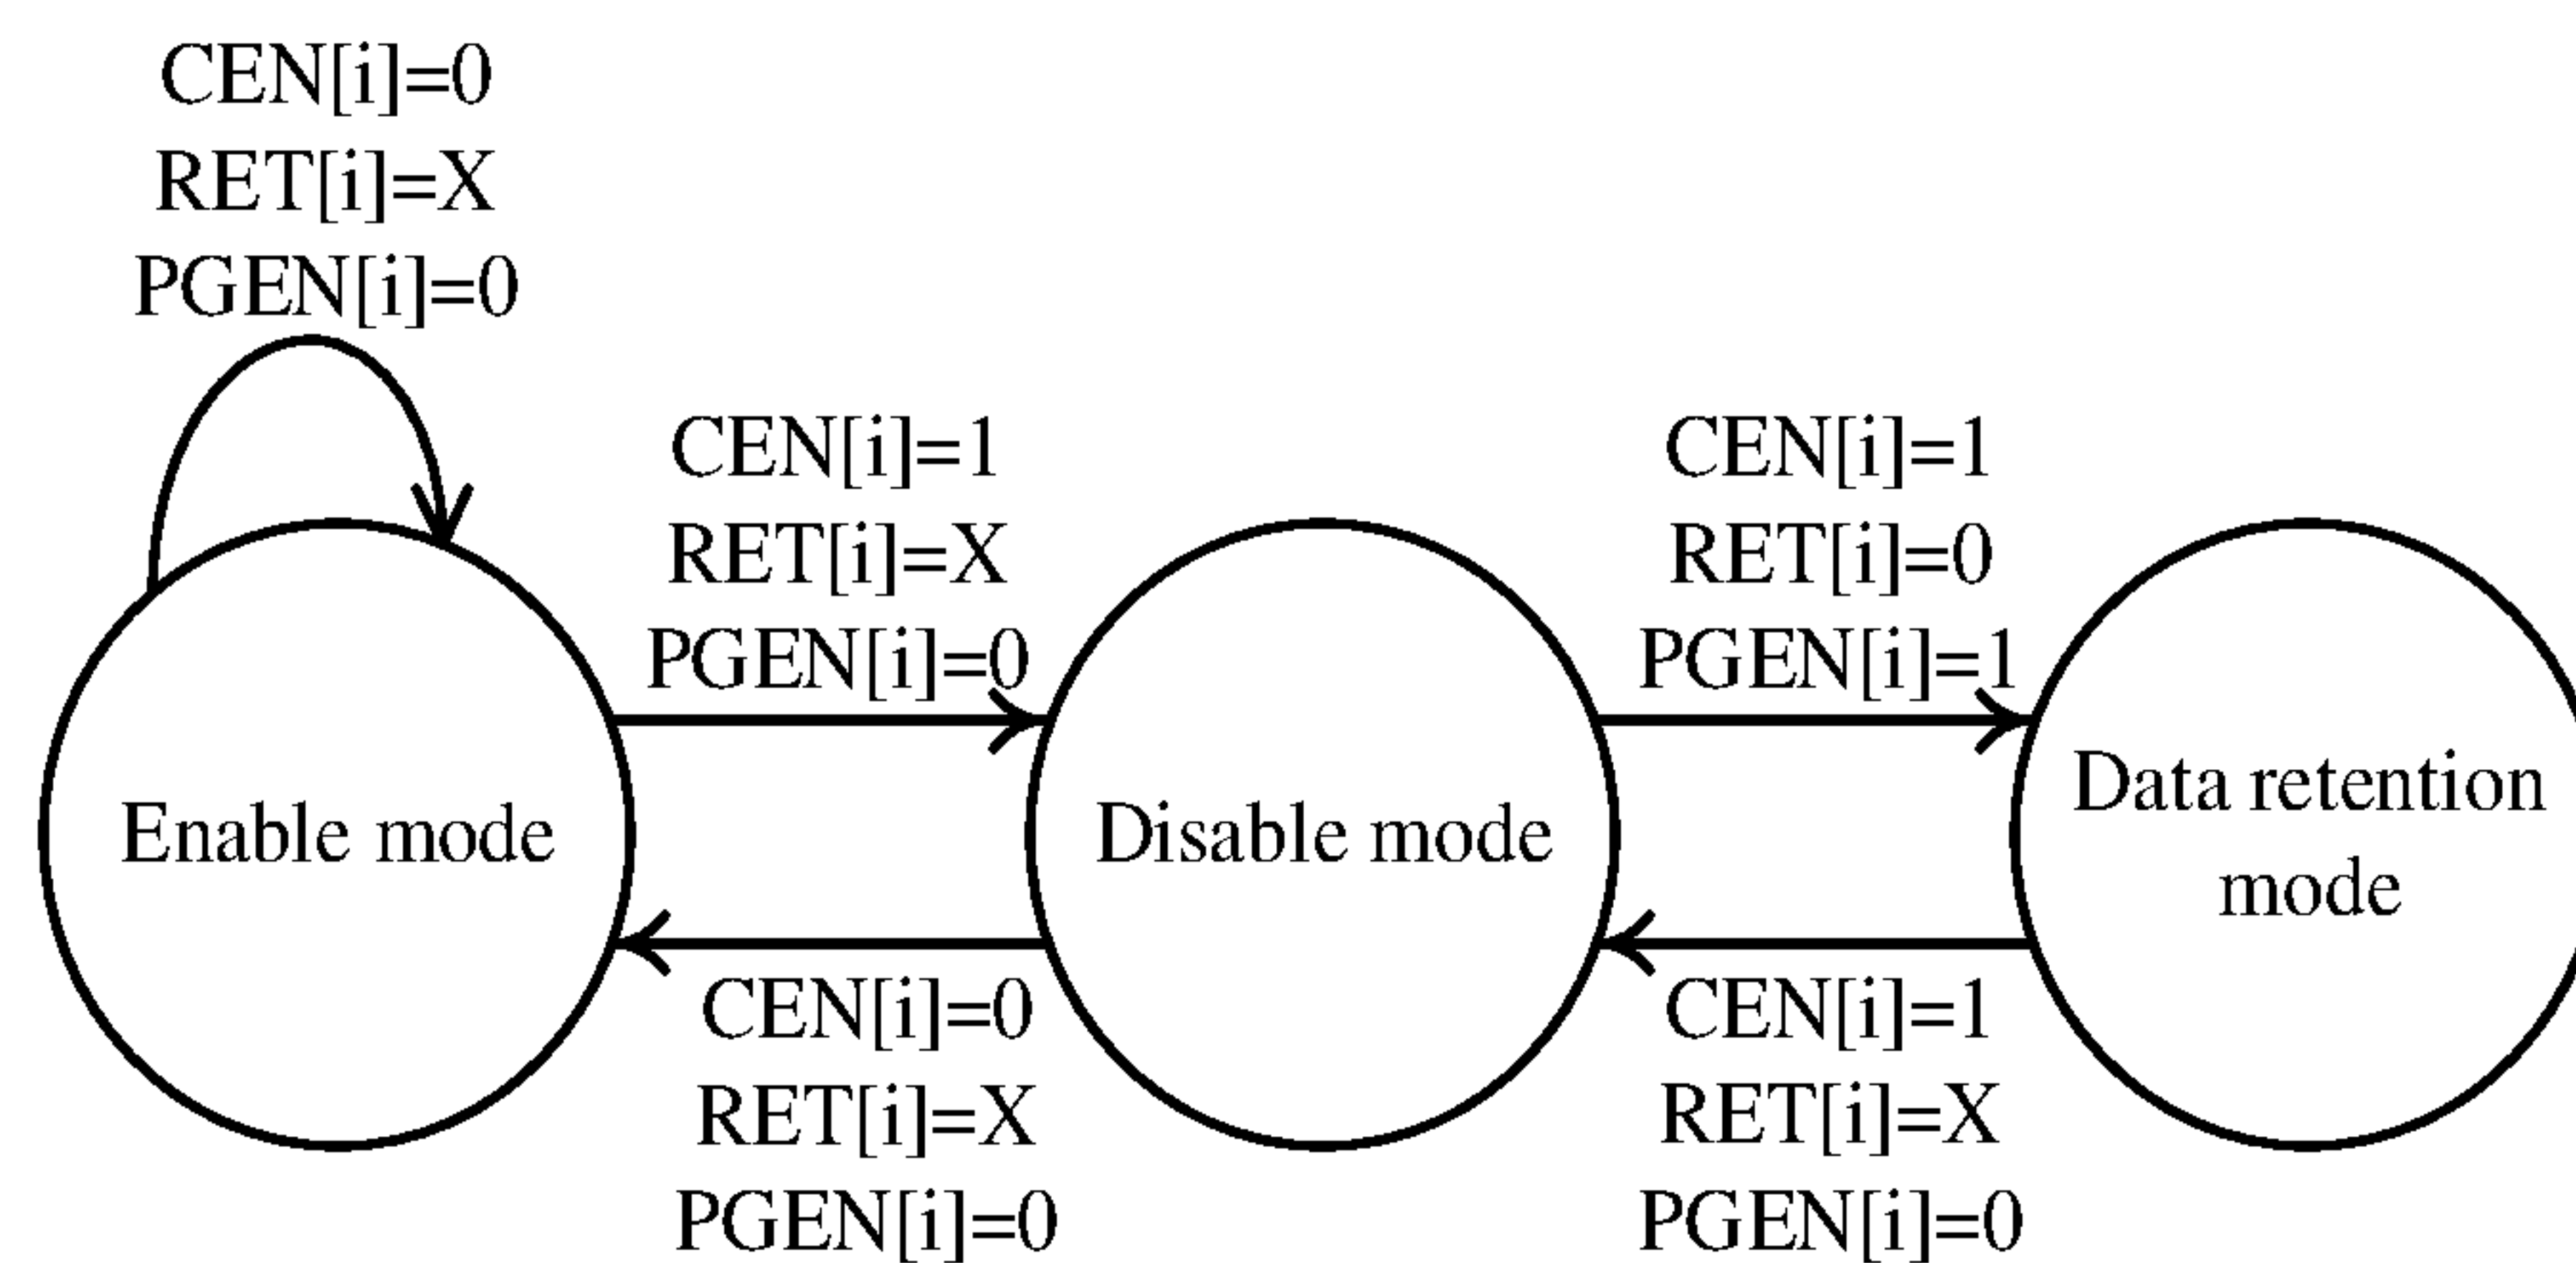 CEN[i]=0
RET[i]=X
PGEN[i]=0
CEN[i]=1
RET[i]=X
PGEN[i]=0
CEN[i]=1
RET[i]=0
PGEN[i]=1
Enable mode
Disable mode
Data retention
mode
CEN[i]=0
RET[i]=X
PGEN[i]=0
CEN[i]=1
RET[i]=X
PGEN[i]=0